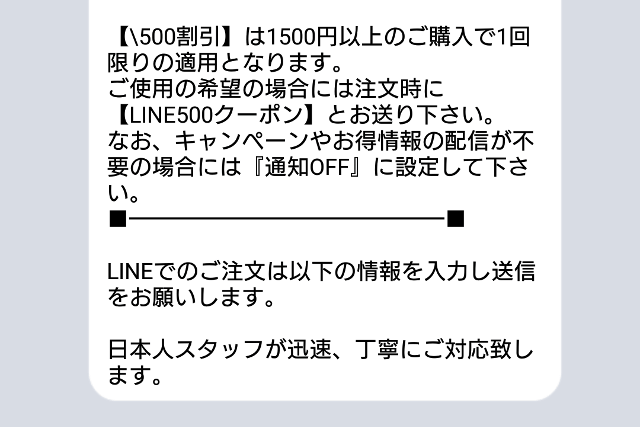 【\500割引】は1500円以上のご購入で1回
限りの適用となります。
ご使用の希望の場合には注文時に
【LINE500クーポン】とお送り下さい。
なお、キャンペーンやお得情報の配信が不
要の場合には『通知OFF』に設定して下さ
い。
■━━━━━━━━━━━━━━■
LINEでのご注文は以下の情報を入力し送信
をお願いします。
日本人スタッフが迅速、丁寧にご対応致し
ます。